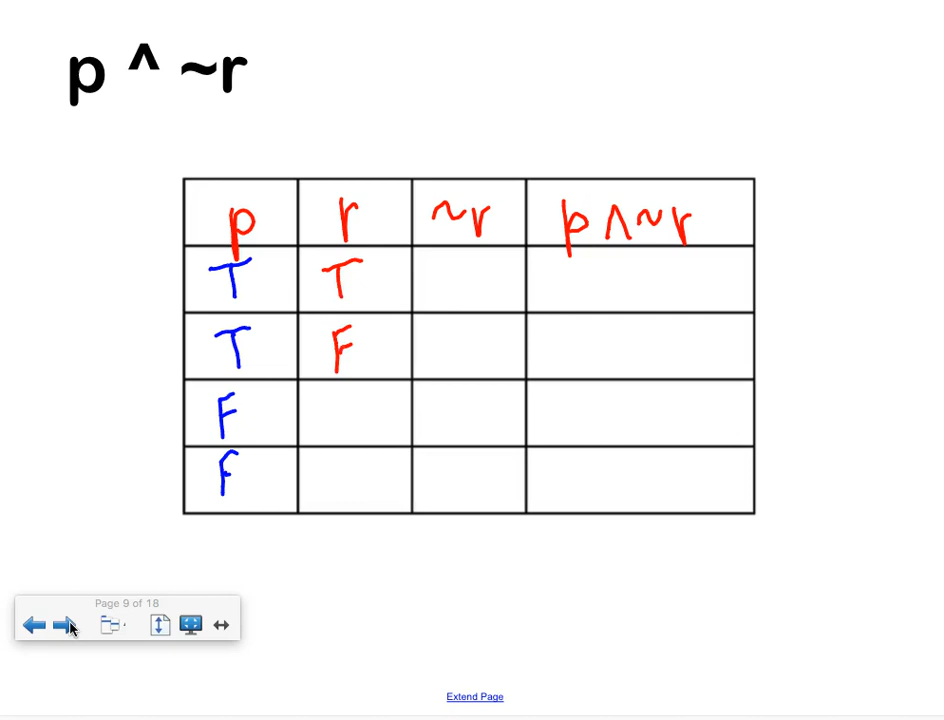 p ^ ~r
p r ~r p ∧ ~r
T T
T F
F
F
Page 9 of 18
Extend Page